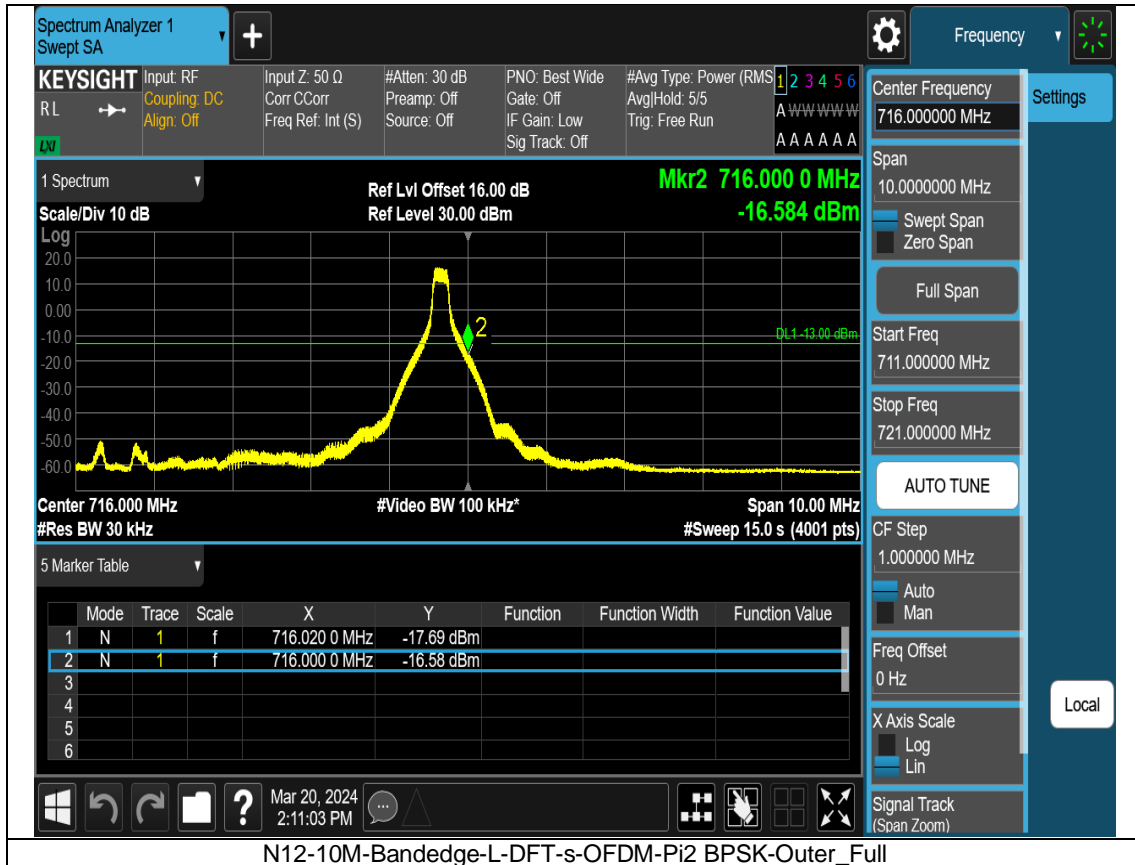 Spectrum Analyzer 1
Swept SA
+
Frequency
KEYSIGHT
RL
LXI
Input: RF
Coupling: DC
Align: Off
Input Z: 50 Ω
Corr CCorr
Freq Ref: Int (S)
#Atten: 30 dB
Preamp: Off
Source: Off
PNO: Best Wide
Gate: Off
IF Gain: Low
Sig Track: Off
#Avg Type: Power (RMS
Avg|Hold: 5/5
Trig: Free Run
1 2 3 4 5 6
A W W W W W
A A A A A A
1 Spectrum
Scale/Div 10 dB
Ref Lvl Offset 16.00 dB
Ref Level 30.00 dBm
Mkr2 716.000 0 MHz
-16.584 dBm
Log
20.0
10.0
0.00
-10.0
-20.0
-30.0
-40.0
-50.0
-60.0
2
DL1 -13.00 dBm
Center 716.000 MHz
#Video BW 100 kHz*
Span 10.00 MHz
#Res BW 30 kHz
#Sweep 15.0 s (4001 pts)
5 Marker Table
Mode Trace Scale X Y Function Function Width Function Value
1 N 1 f 716.020 0 MHz -17.69 dBm
2 N 1 f 716.000 0 MHz -16.58 dBm
3
4
5
6
Center Frequency
716.000000 MHz
Settings
Span
10.0000000 MHz
Swept Span
Zero Span
Full Span
Start Freq
711.000000 MHz
Stop Freq
721.000000 MHz
AUTO TUNE
CF Step
1.000000 MHz
Auto
Man
Freq Offset
0 Hz
X Axis Scale
Log
Lin
Local
Signal Track
(Span Zoom)
?
Mar 20, 2024
2:11:03 PM
N12-10M-Bandedge-L-DFT-s-OFDM-Pi2 BPSK-Outer_Full